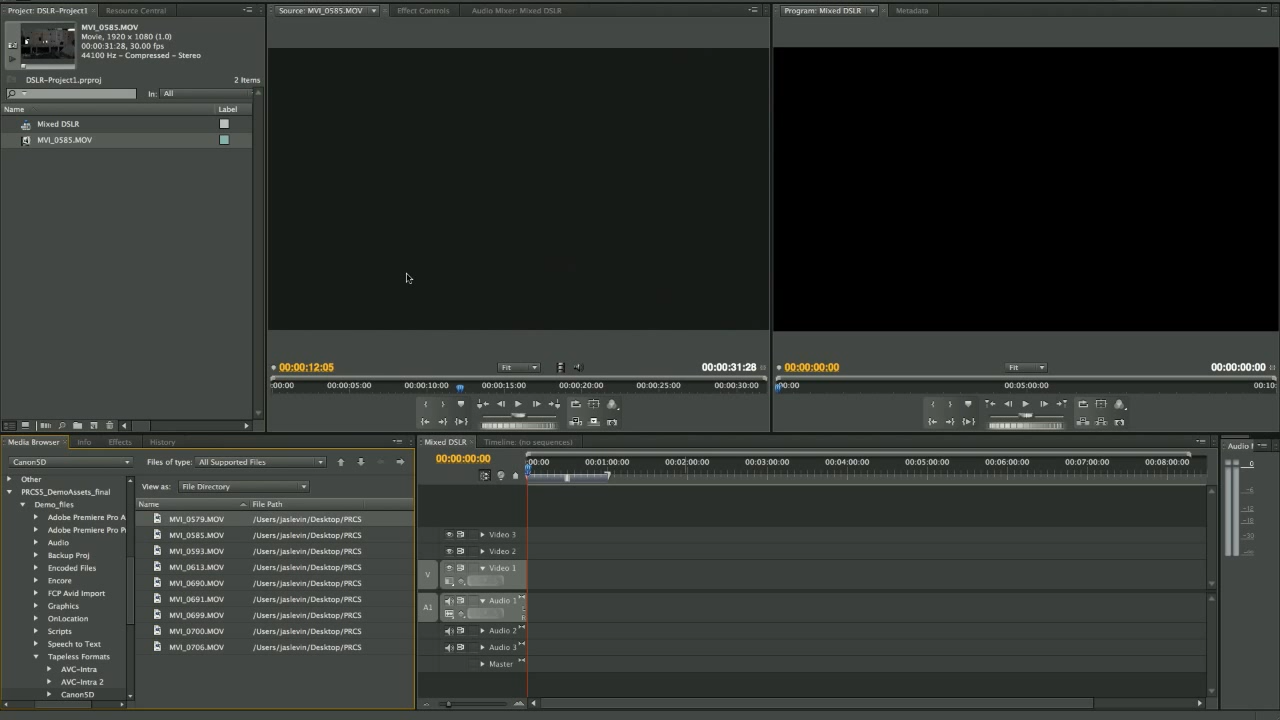 Project: DSLR-Project1
Resource Central
MVI_0585.MOV
Movie, 1920 x 1080 (1.0)
00:00:31:28, 30.00 fps
44100 Hz - Compressed - Stereo
DSLR-Project1.prproj
2 Items
In: All
Name
Label
Mixed DSLR
MVI_0585.MOV
Source: MVI_0585.MOV
Effect Controls
Audio Mixer: Mixed DSLR
00:00:12:05
Fit
00:00:31:28
:00:00
00:00:05:00
00:00:10:00
00:00:15:00
00:00:20:00
00:00:25:00
00:00:30:00
Program: Mixed DSLR
Metadata
00:00:00:00
Fit
00:00:00:00
00:00
00:05:00:00
00:10:
Media Browser
Info
Effects
History
Canon5D
Files of type: All Supported Files
View as: File Directory
Other
PRCS5_DemoAssets_final
Demo_files
Adobe Premiere Pro A
Adobe Premiere Pro P
Audio
Backup Proj
Encoded Files
Encore
FCP Avid Import
Graphics
OnLocation
Scripts
Speech to Text
Tapeless Formats
AVC-Intra
AVC-Intra 2
Canon5D
Name
File Path
MVI_0579.MOV /Users/jaslevin/Desktop/PRCS
MVI_0585.MOV /Users/jaslevin/Desktop/PRCS
MVI_0593.MOV /Users/jaslevin/Desktop/PRCS
MVI_0613.MOV /Users/jaslevin/Desktop/PRCS
MVI_0690.MOV /Users/jaslevin/Desktop/PRCS
MVI_0691.MOV /Users/jaslevin/Desktop/PRCS
MVI_0699.MOV /Users/jaslevin/Desktop/PRCS
MVI_0700.MOV /Users/jaslevin/Desktop/PRCS
MVI_0706.MOV /Users/jaslevin/Desktop/PRCS
Mixed DSLR
Timeline: (no sequences)
00:00:00:00
00:00
00:01:00:00
00:02:00:00
00:03:00:00
00:04:00:00
00:05:00:00
00:06:00:00
00:07:00:00
00:08:00:00
Video 3
Video 2
V
Video 1
A1
Audio 1
Audio 2
Audio 3
Master
Audio
0